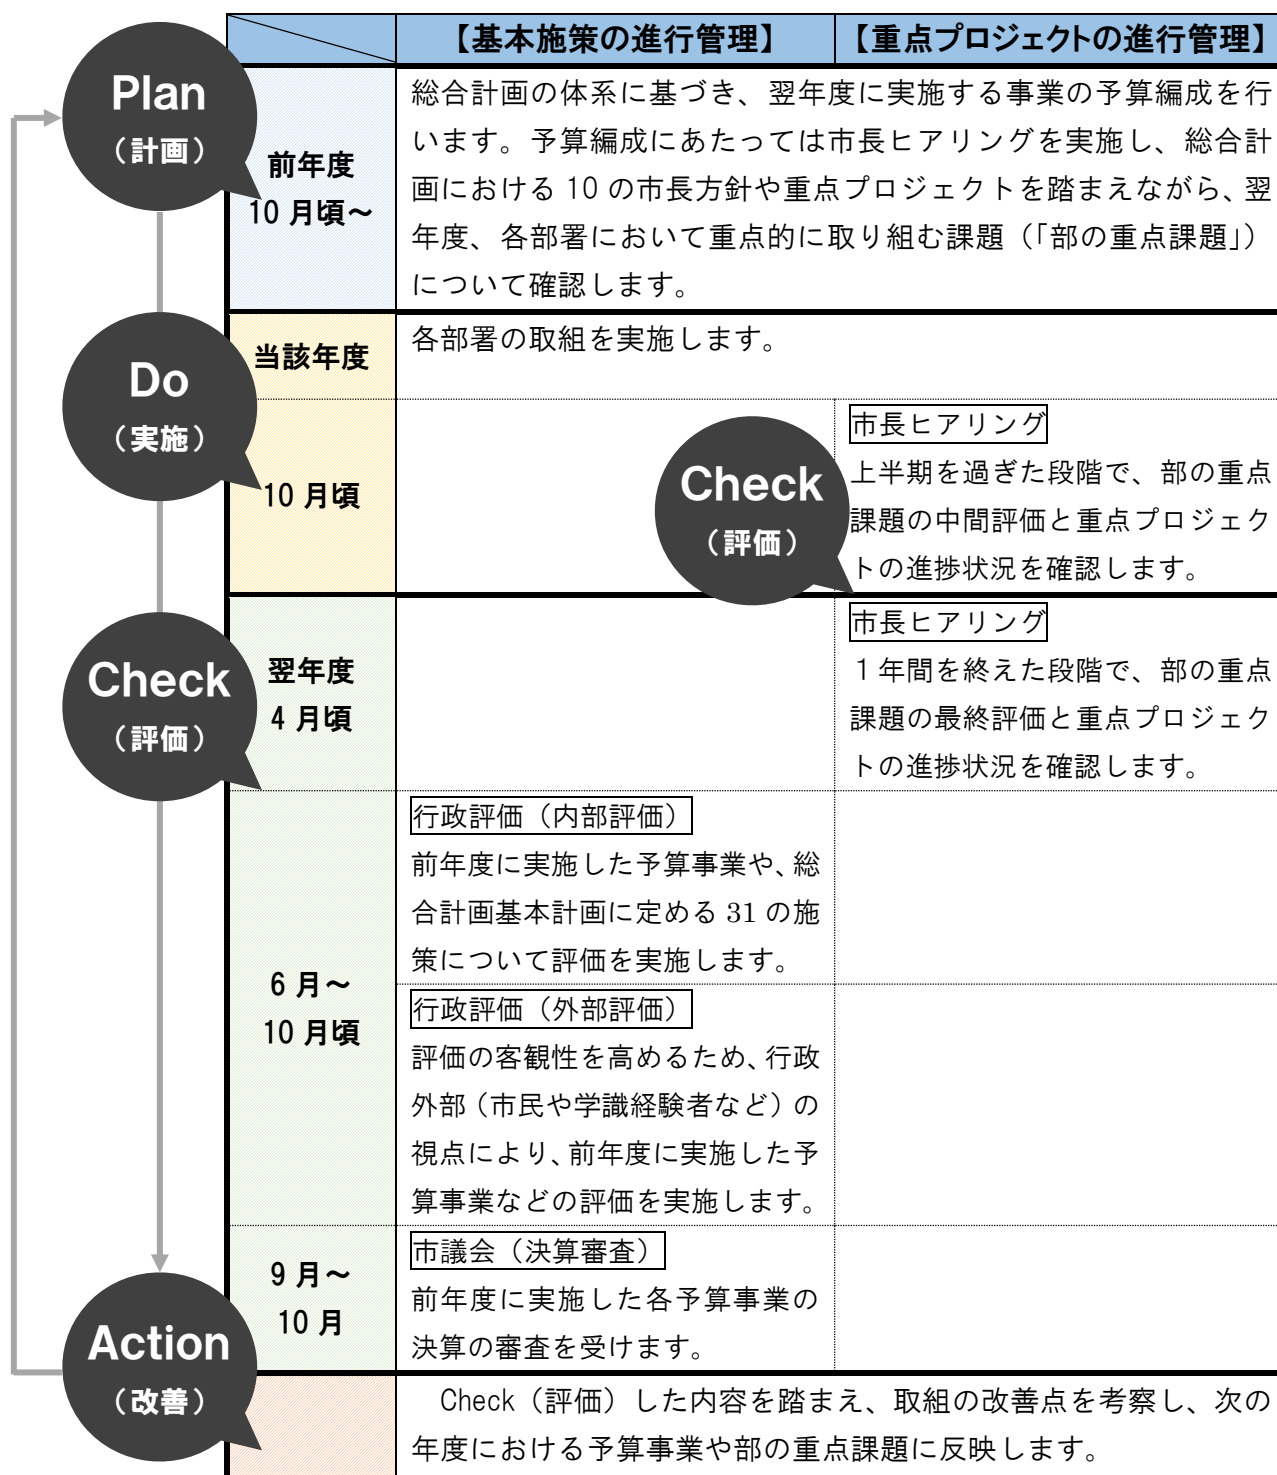 【基本施策の進行管理】
【重点プロジェクトの進行管理】
Plan
（計画）
前年度
10 月頃～
総合計画の体系に基づき、翌年度に実施する事業の予算編成を行
います。予算編成にあたっては市長ヒアリングを実施し、総合計
画における 10 の市長方針や重点プロジェクトを踏まえながら、翌
年度、各部署において重点的に取り組む課題（「部の重点課題」）
について確認します。
Do
（実施）
当該年度
各部署の取組を実施します。
10 月頃
Check
（評価）
市長ヒアリング
上半期を過ぎた段階で、部の重点
課題の中間評価と重点プロジェク
トの進捗状況を確認します。
Check
（評価）
翌年度
4 月頃
市長ヒアリング
１年間を終えた段階で、部の重点
課題の最終評価と重点プロジェク
トの進捗状況を確認します。
6 月～
10 月頃
行政評価（内部評価）
前年度に実施した予算事業や、総
合計画基本計画に定める 31 の施
策について評価を実施します。
行政評価（外部評価）
評価の客観性を高めるため、行政
外部（市民や学識経験者など）の
視点により、前年度に実施した予
算事業などの評価を実施します。
9 月～
10 月
市議会（決算審査）
前年度に実施した各予算事業の
決算の審査を受けます。
Action
（改善）
Check（評価）した内容を踏まえ、取組の改善点を考察し、次の
年度における予算事業や部の重点課題に反映します。